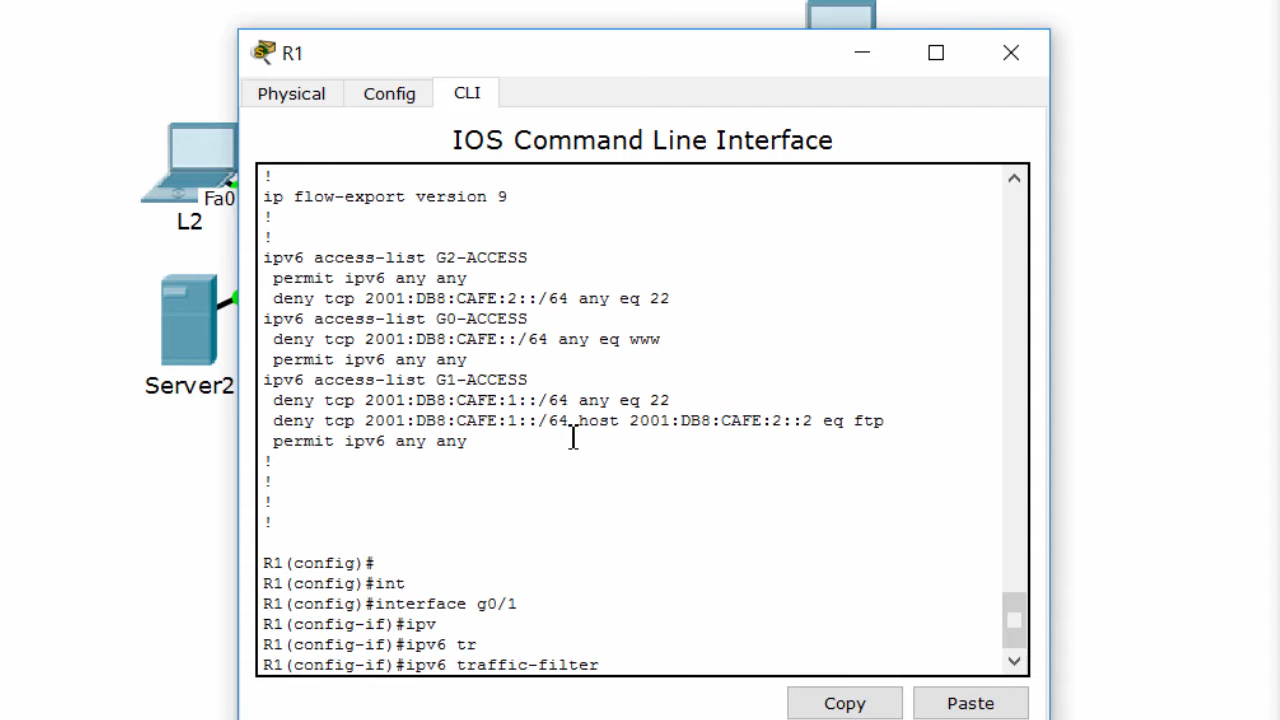 R1
Physical
Config
CLI
IOS Command Line Interface
!
ip flow-export version 9
!
!
ipv6 access-list G2-ACCESS
permit ipv6 any any
deny tcp 2001:DB8:CAFE:2::/64 any eq 22
ipv6 access-list G0-ACCESS
deny tcp 2001:DB8:CAFE::/64 any eq www
permit ipv6 any any
ipv6 access-list G1-ACCESS
deny tcp 2001:DB8:CAFE:1::/64 any eq 22
deny tcp 2001:DB8:CAFE:1::/64 host 2001:DB8:CAFE:2::2 eq ftp
permit ipv6 any any
!
!
!
!
R1(config)#
R1(config)#int
R1(config)#interface g0/1
R1(config-if)#ipv
R1(config-if)#ipv6 tr
R1(config-if)#ipv6 traffic-filter
Copy
Paste
Fa0
L2
Server2